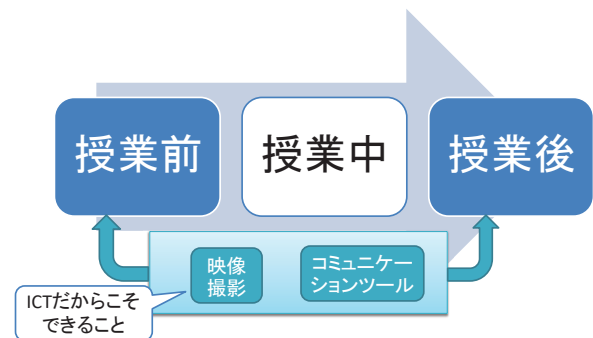 授業前
授業中
授業後
映像
撮影
コミュニケー
ションツール
ICTだからこそ
できること